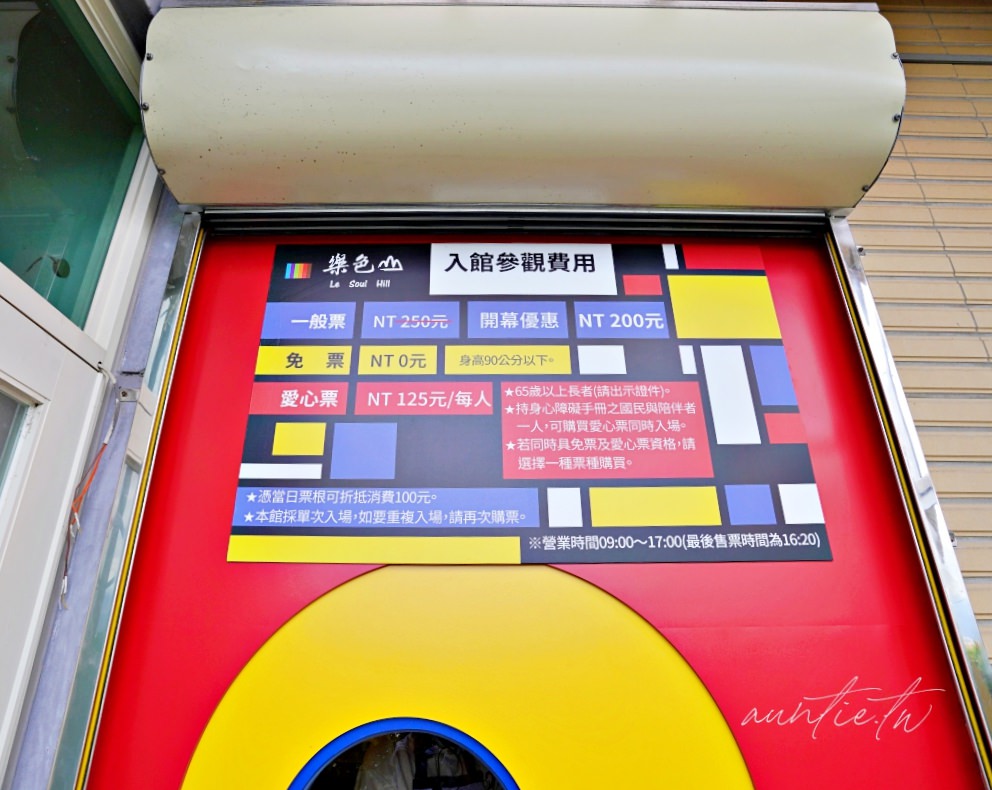 樂色
Le Soul Hill
入館參觀費用
一般票 NT 250元 開幕優惠 NT 200元
免 票 NT 0元 身高90公分以下。
愛心票 NT 125元/每人
★65歲以上長者(請出示證件)。
★持身心障礙手冊之國民與陪伴者
一人,可購買愛心票同時入場。
★若同時具免票及愛心票資格,請
選擇一種票種購買。
★憑當日票根可折抵消費100元。
★本館採單次入場,如要重複入場,請再次購票。
※營業時間09:00～17:00(最後售票時間為16:20)
auntie.tw